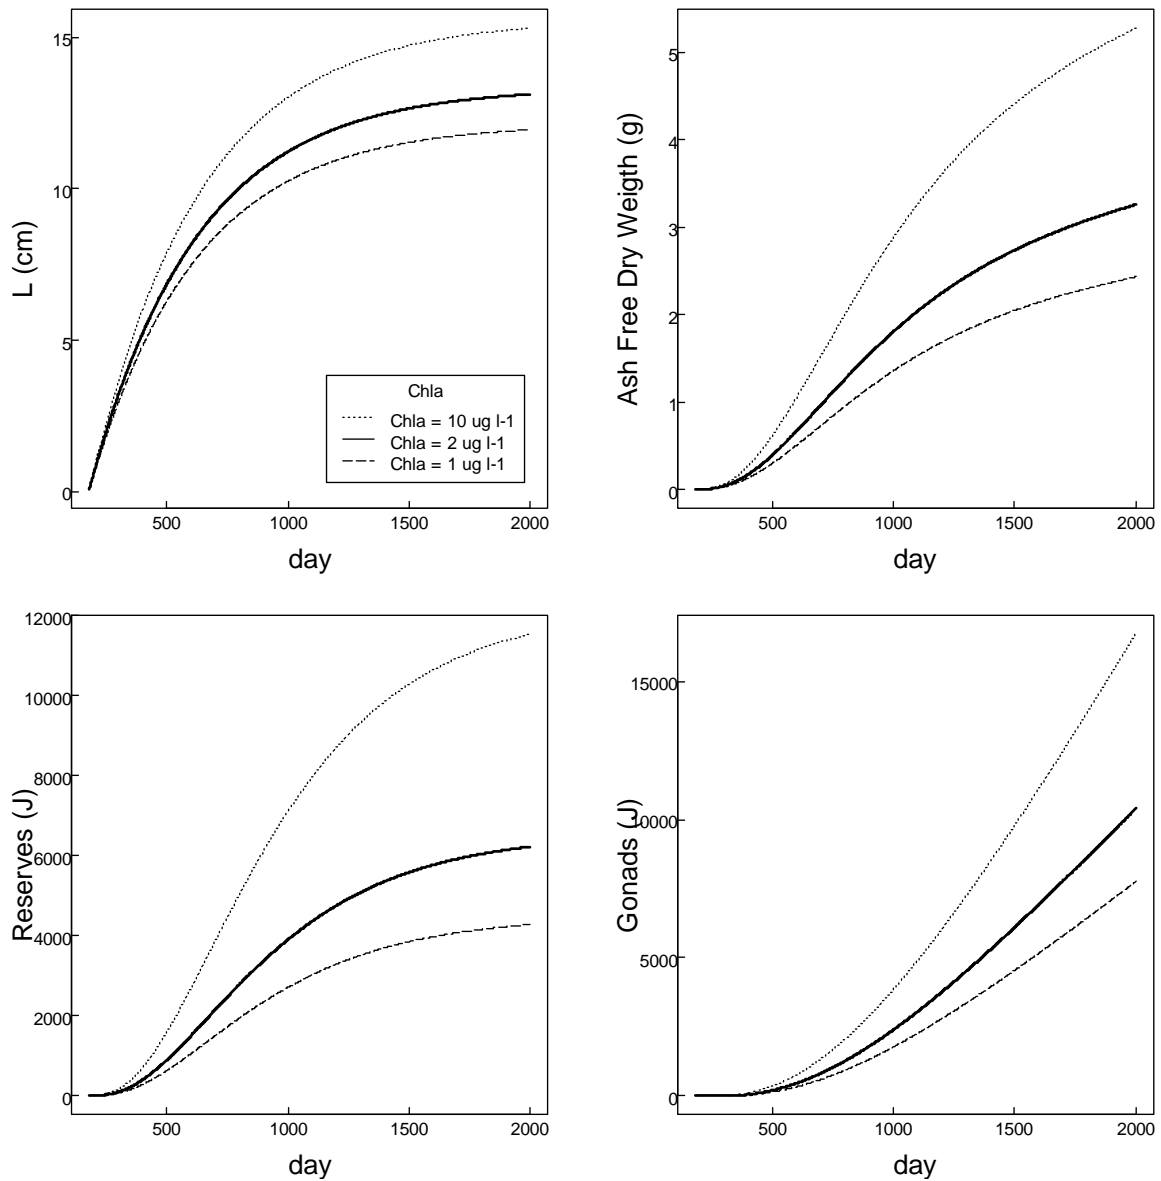 15
10
5
0
L (cm)
500 1000 1500 2000
day
Chla
Chla = 10 ug l-1
Chla = 2 ug l-1
Chla = 1 ug l-1
5
4
3
2
1
0
Ash Free Dry Weigth (g)
500 1000 1500 2000
day
12000
10000
8000
6000
4000
2000
0
Reserves (J)
500 1000 1500 2000
day
15000
10000
5000
0
Gonads (J)
500 1000 1500 2000
day